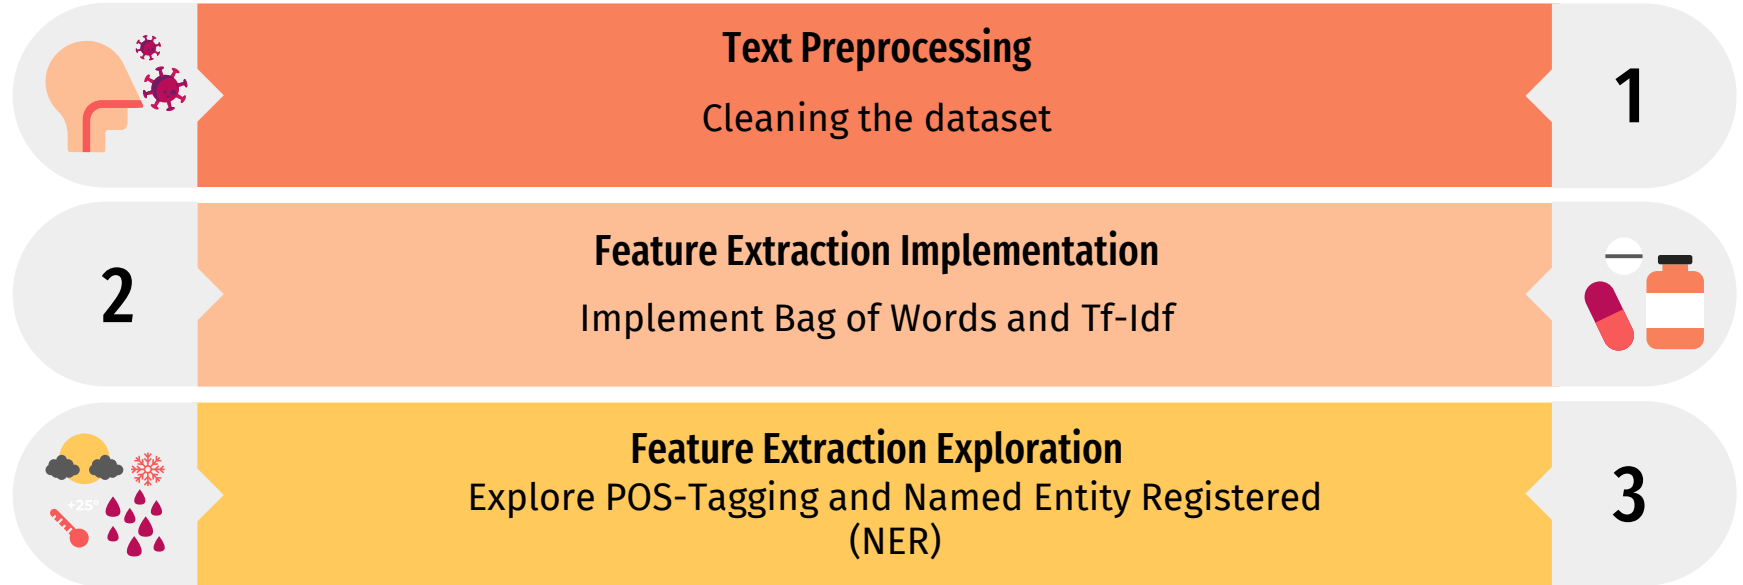 Text Preprocessing
Cleaning the dataset
1
2
Feature Extraction Implementation
Implement Bag of Words and Tf-Idf
Feature Extraction Exploration
Explore POS-Tagging and Named Entity Registered
(NER)
+25°
3